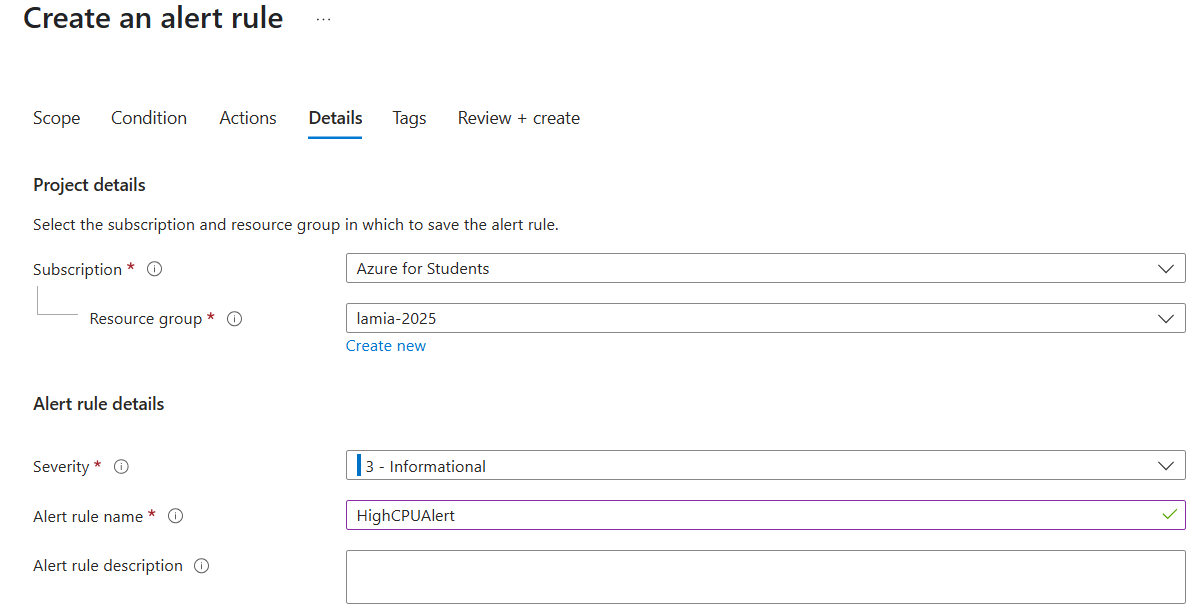 Create an alert rule ...
Scope Condition Actions Details Tags Review + create
Project details
Select the subscription and resource group in which to save the alert rule.
Subscription * Azure for Students
Resource group * lamia-2025
Create new
Alert rule details
Severity * 3 - Informational
Alert rule name * HighCPUAlert
Alert rule description